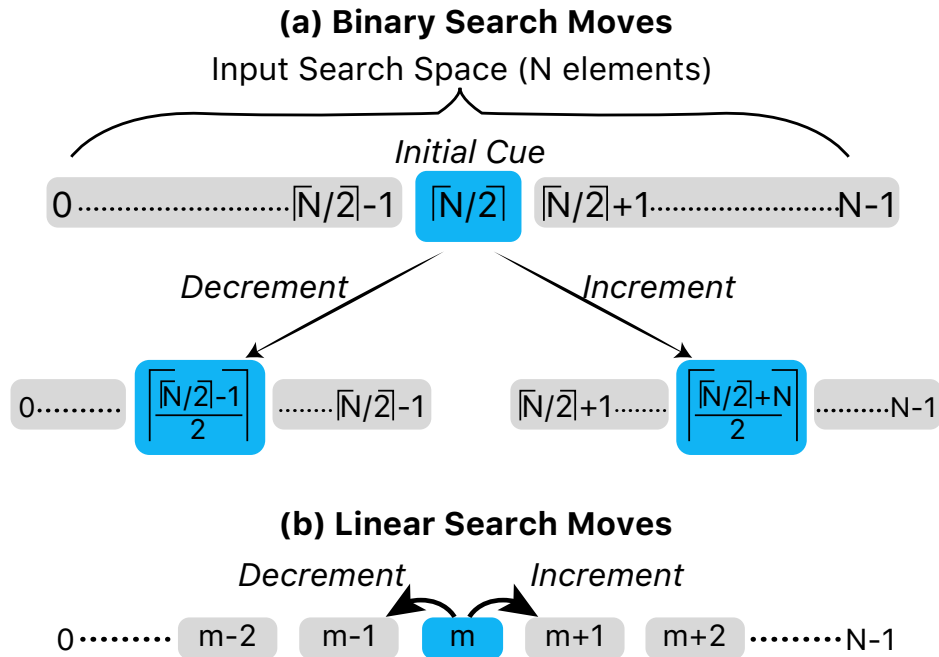 (a) Binary Search Moves
Input Search Space (N elements)
Initial Cue
0 ........................ ⌈N/2⌉-1 ⌈N/2⌉ ⌈N/2⌉+1........................N-1
Decrement Increment
0.......... ⌈(⌈N/2⌉-1)/2⌉ ........⌈N/2⌉-1 ⌈N/2⌉+1........ ⌈(⌈N/2⌉+N)/2⌉ ..........N-1
(b) Linear Search Moves
Decrement Increment
0......... m-2 m-1 m m+1 m+2 .........N-1